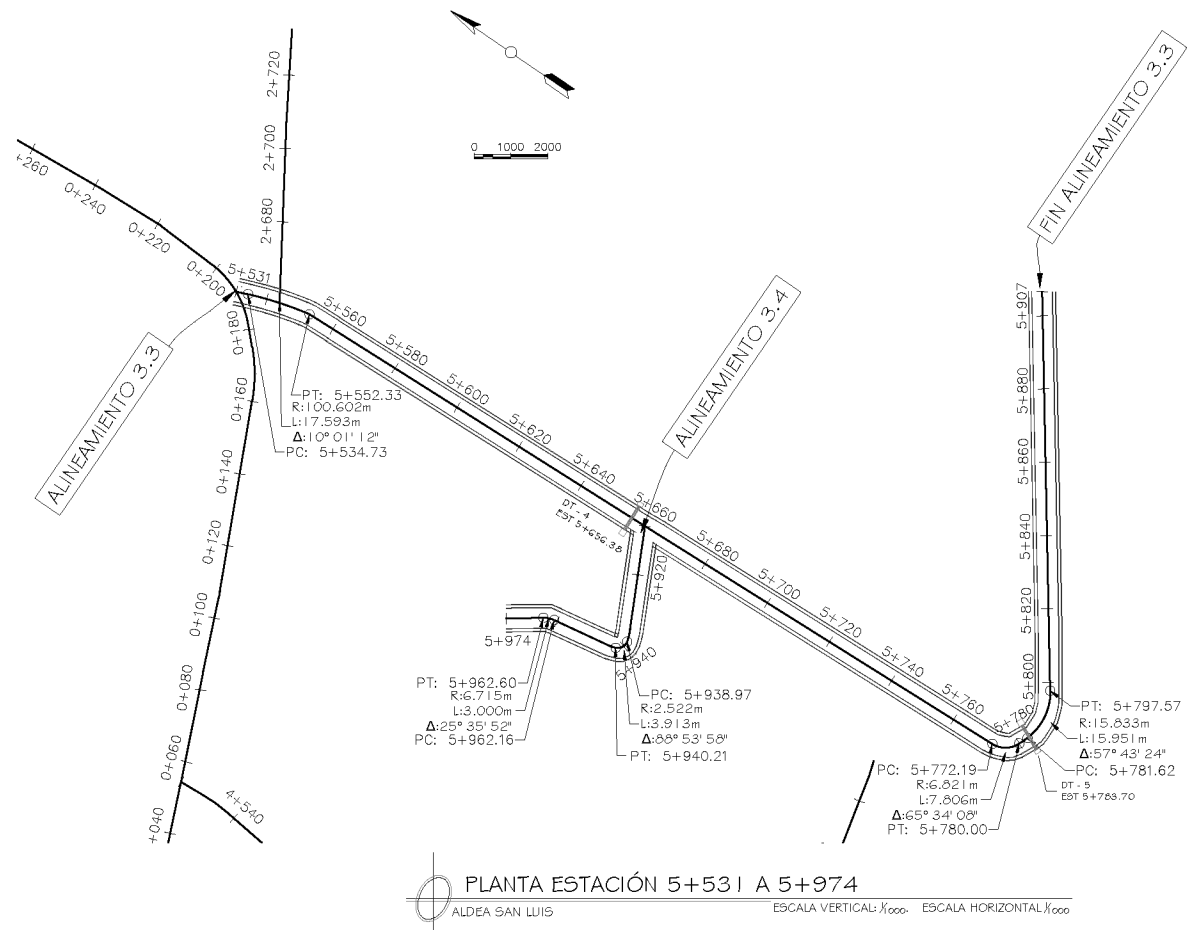 2+720
2+700
2+680
0 1000 2000
FIN ALINEAMIENTO 3.3
+260
0+240
0+220
0+200
5+531
0+180
0+160
0+140
0+120
0+100
0+080
0+060
+040
4+540
ALINEAMIENTO 3.3
5+560
5+580
5+600
5+620
5+640
5+660
5+680
5+700
5+720
5+740
5+760
5+780
PT: 5+552.33
R:100.602m
L:17.593m
Δ:10° 01' 12"
PC: 5+534.73
ALINEAMIENTO 3.4
DT - 4
EST 5+656.38
5+920
5+940
5+974
PT: 5+962.60
R:6.715m
L:3.000m
Δ:25° 35' 52"
PC: 5+962.16
PC: 5+938.97
R:2.522m
L:3.913m
Δ:88° 53' 58"
PT: 5+940.21
5+907
5+880
5+860
5+840
5+820
5+800
PT: 5+797.57
R:15.833m
L:15.951m
Δ:57° 43' 24"
PC: 5+781.62
DT - 5
EST 5+783.70
PC: 5+772.19
R:6.821m
L:7.806m
Δ:65° 34' 08"
PT: 5+780.00
PLANTA ESTACIÓN 5+531 A 5+974
ALDEA SAN LUIS
ESCALA VERTICAL: 1/1000. ESCALA HORIZONTAL 1/1000